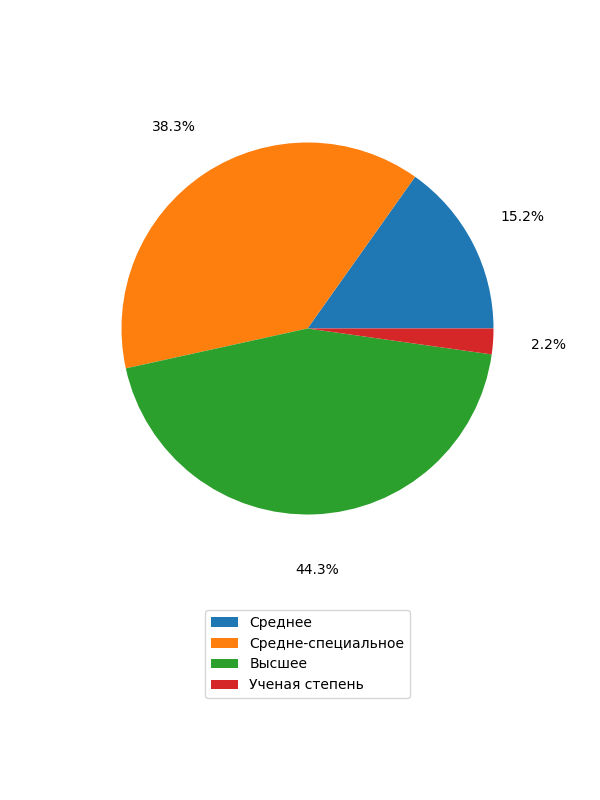 38.3%
15.2%
2.2%
44.3%
Среднее
Средне-специальное
Высшее
Ученая степень